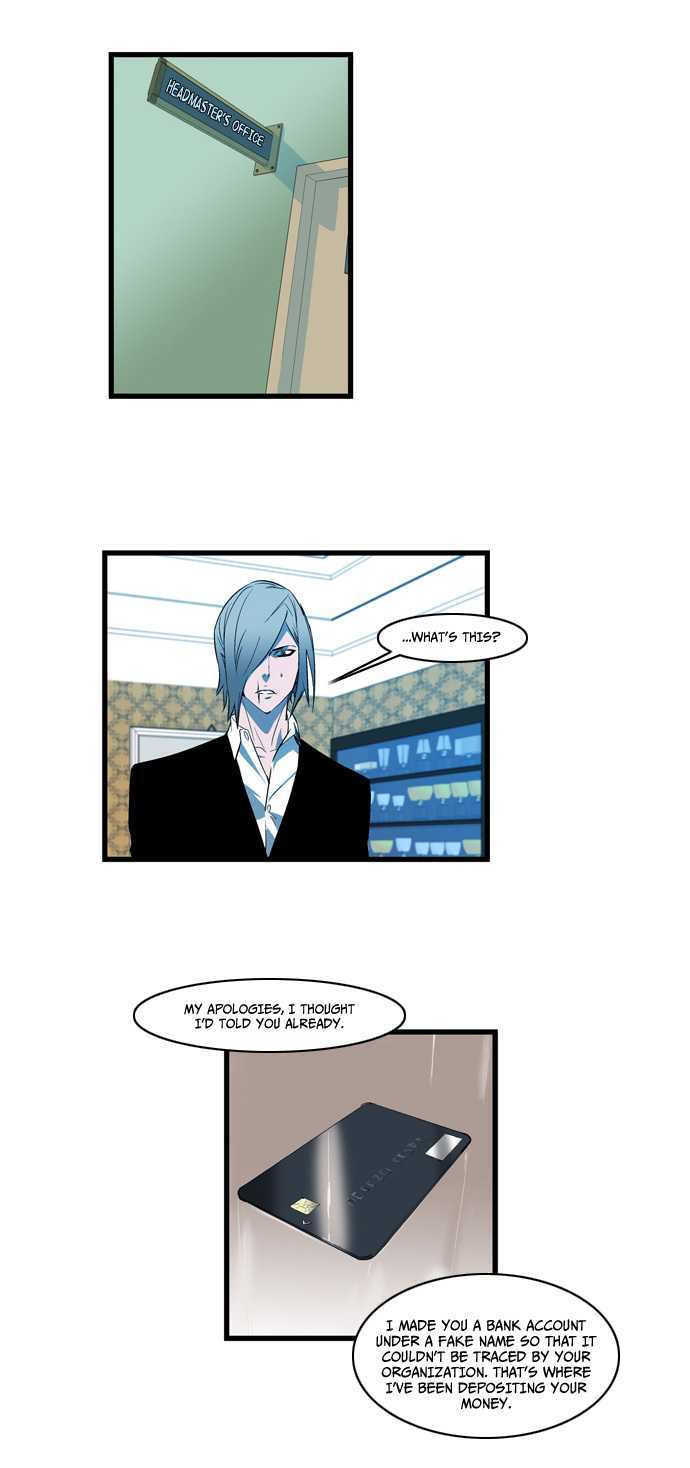 HEADMASTER'S OFFICE
...WHAT'S THIS?
MY APOLOGIES, I THOUGHT
I'D TOLD YOU ALREADY.
I MADE YOU A BANK ACCOUNT
UNDER A FAKE NAME SO THAT IT
COULDN'T BE TRACED BY YOUR
ORGANIZATION. THAT'S WHERE
I'VE BEEN DEPOSITING YOUR
MONEY.